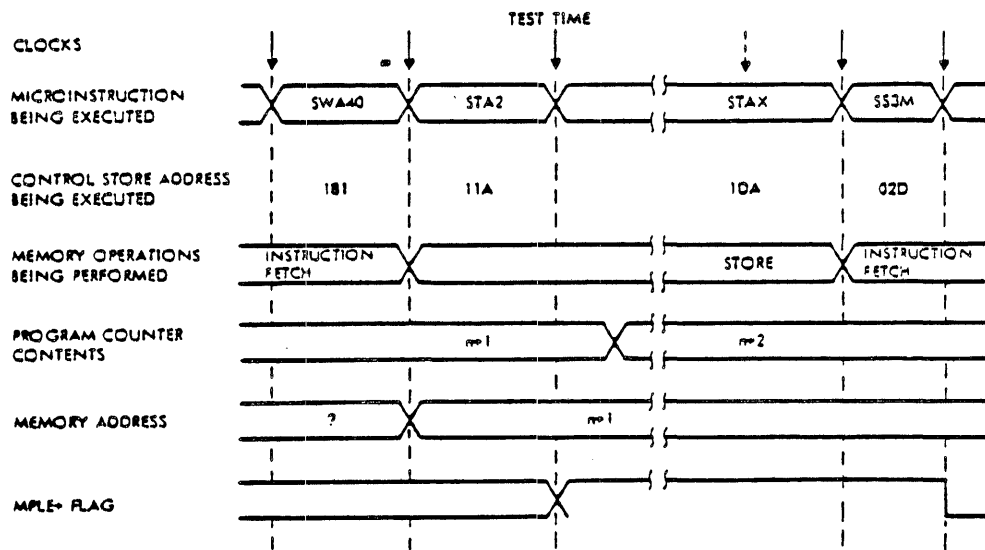 TEST TIME
CLOCKS
MICROINSTRUCTION
BEING EXECUTED
SWA40
STA2
STAX
SS3M
CONTROL STORE ADDRESS
BEING EXECUTED
181
11A
1DA
02D
MEMORY OPERATIONS
BEING PERFORMED
INSTRUCTION
FETCH
STORE
INSTRUCTION
FETCH
PROGRAM COUNTER
CONTENTS
n+1
n+2
MEMORY ADDRESS
?
n+1
MPLE+ FLAG